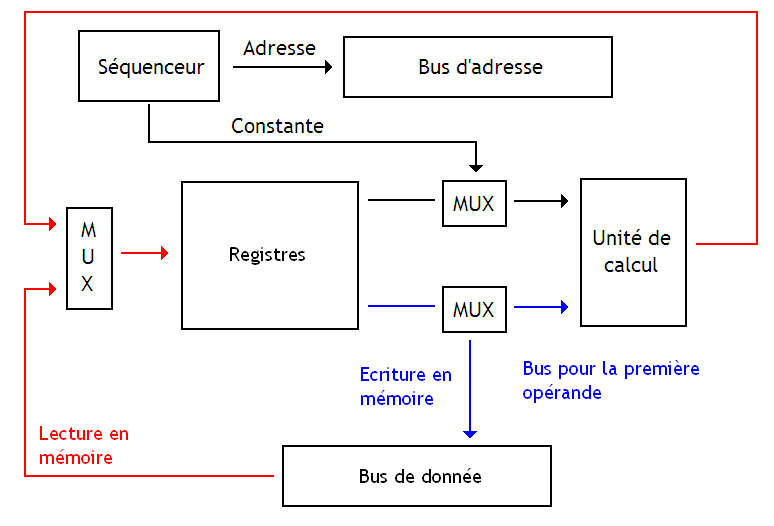 Adresse
Séquenceur
Bus d'adresse
Constante
M
U
X
Registres
MUX
Unité de
calcul
MUX
Ecriture en
mémoire
Bus pour la première
opérande
Lecture en
mémoire
Bus de donnée